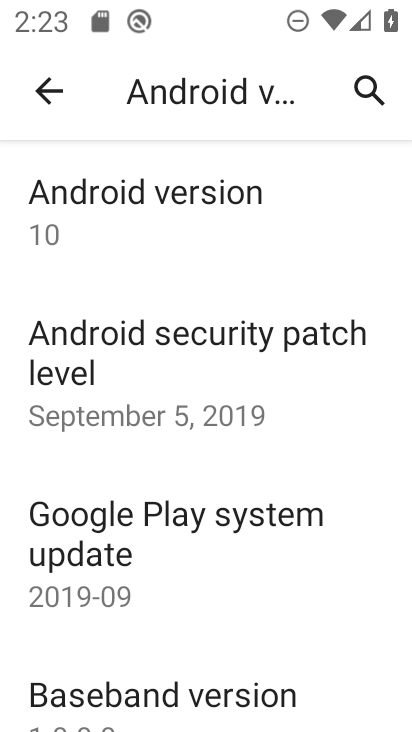 2:23
Android v...
Android version
10
Android security patch
level
September 5, 2019
Google Play system
update
2019-09
Baseband version